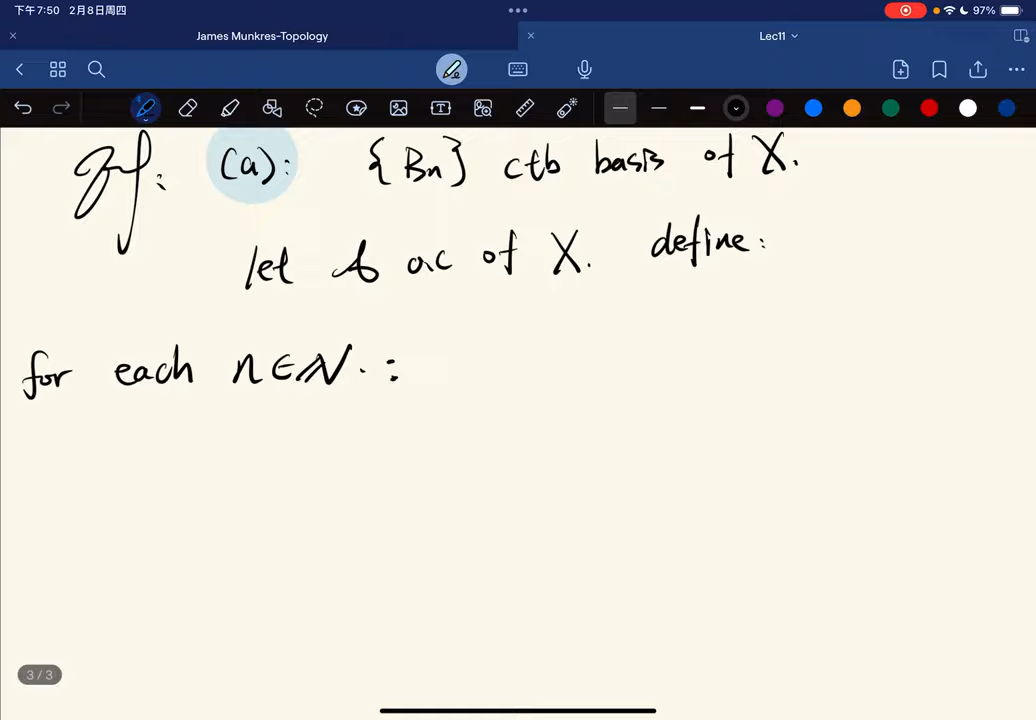 下午7:50 2月8日周四
97%
James Munkres-Topology
Lec11
pf: (a): {Bn} ctb basis of X.
let A oc of X. define:
for each n∈ℕ. :
3 / 3